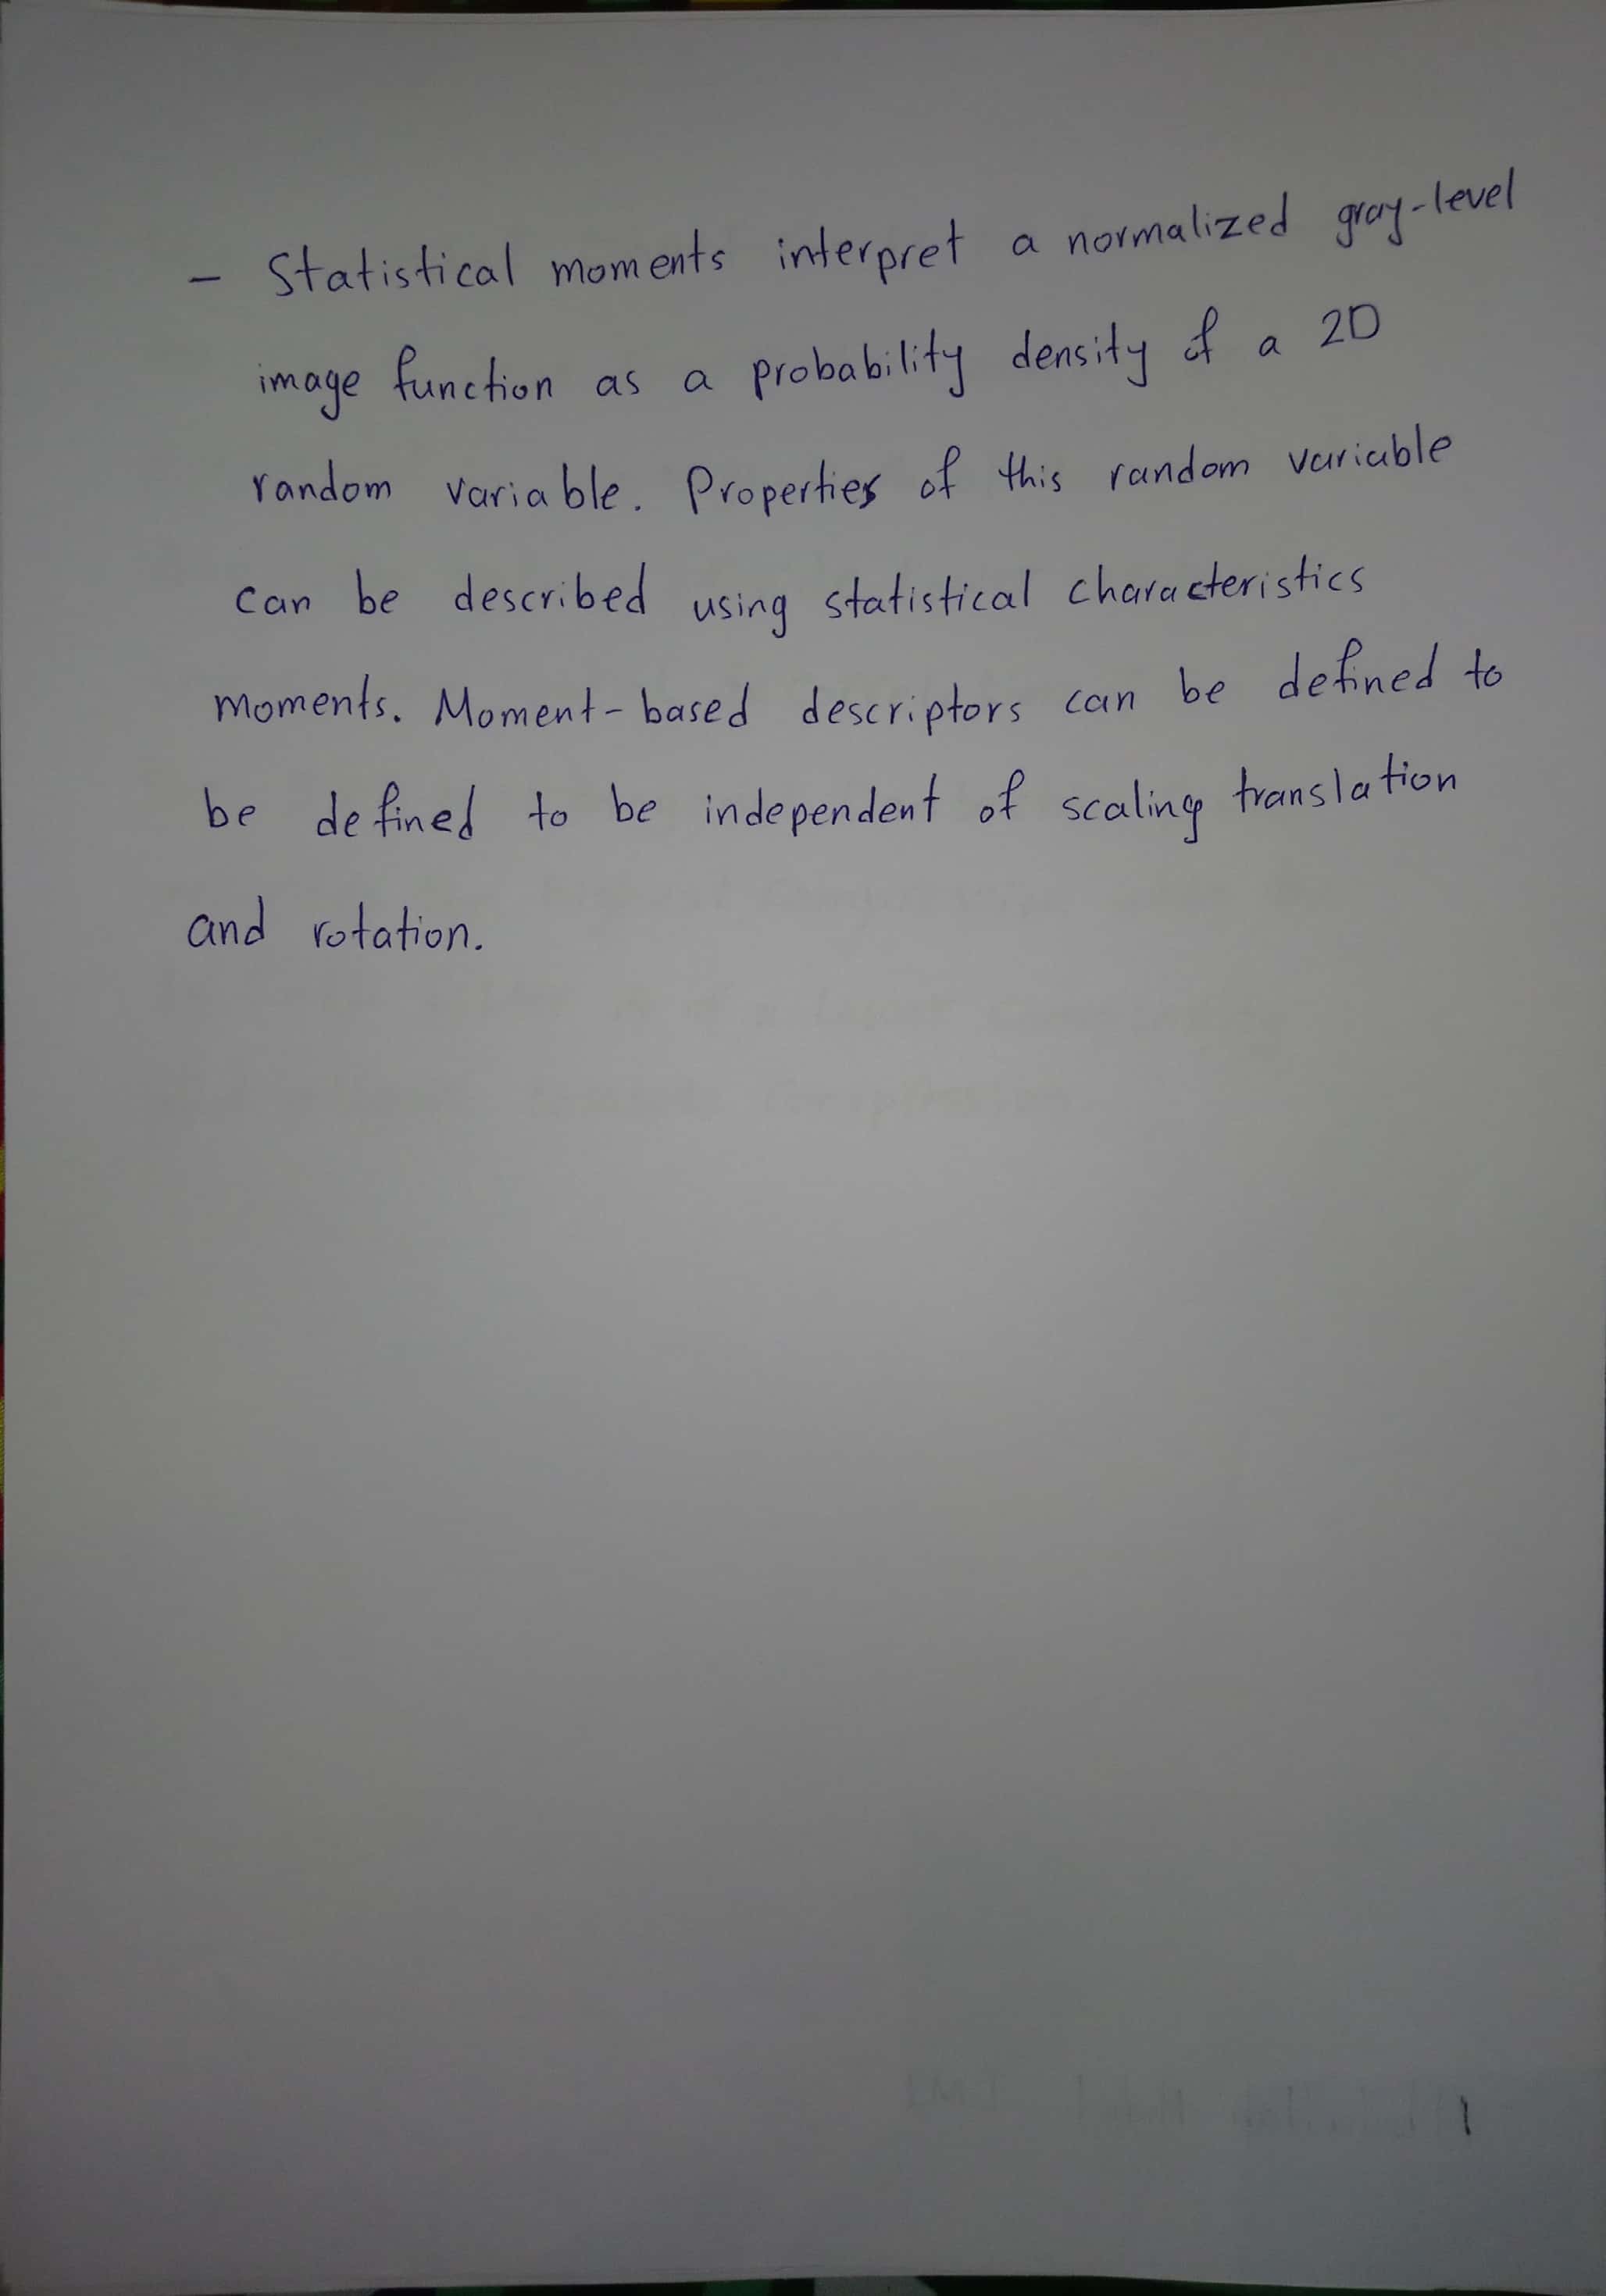 - Statistical moments interpret a normalized gray-level
image function as a probability density of a 2D
random variable. Properties of this random variable
can be described using statistical characteristics
moments. Moment-based descriptors can be defined to
be defined to be independent of scaling translation
and rotation.
1